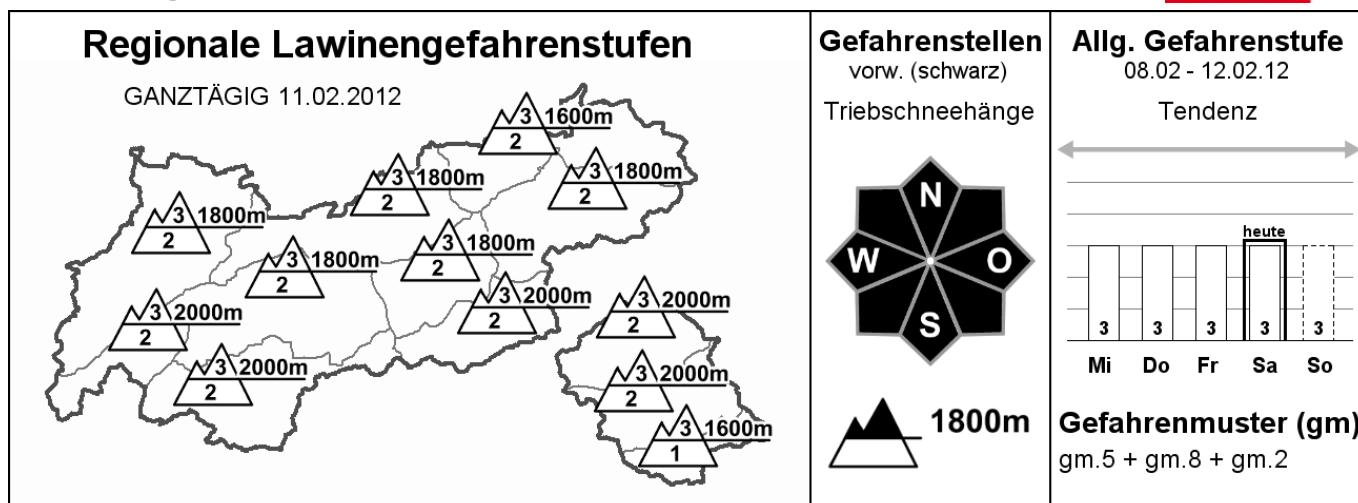 Regionale Lawinengefahrenstufen
GANZTÄGIG 11.02.2012
3 1600m
2
3 1800m
2
3 1800m
2
3 1800m
2
3 1800m
2
3 1800m
2
3 2000m
2
3 2000m
2
3 2000m
2
3 2000m
2
3 2000m
2
3 1600m
1
Gefahrenstellen
vorw. (schwarz)
Triebschneehänge
N
W
O
S
1800m
Allg. Gefahrenstufe
08.02 - 12.02.12
Tendenz
heute
3 3 3 3 3
Mi Do Fr Sa So
Gefahrenmuster (gm)
gm.5 + gm.8 + gm.2